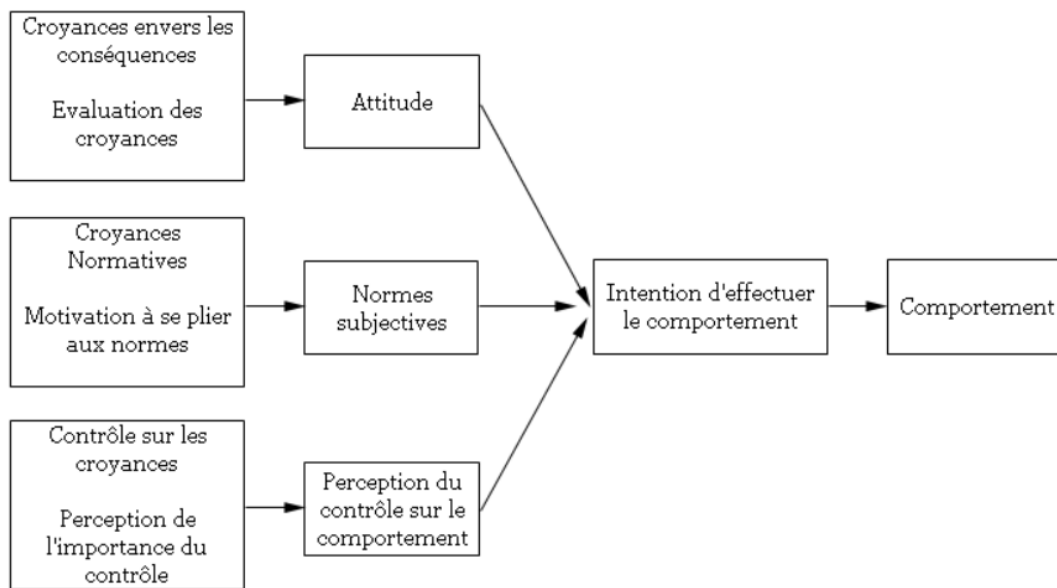 Croyances envers les
conséquences
Evaluation des
croyances
Attitude
Croyances
Normatives
Motivation à se plier
aux normes
Normes
subjectives
Intention d'effectuer
le comportement
Comportement
Contrôle sur les
croyances
Perception de
l'importance du
contrôle
Perception du
contrôle sur le
comportement